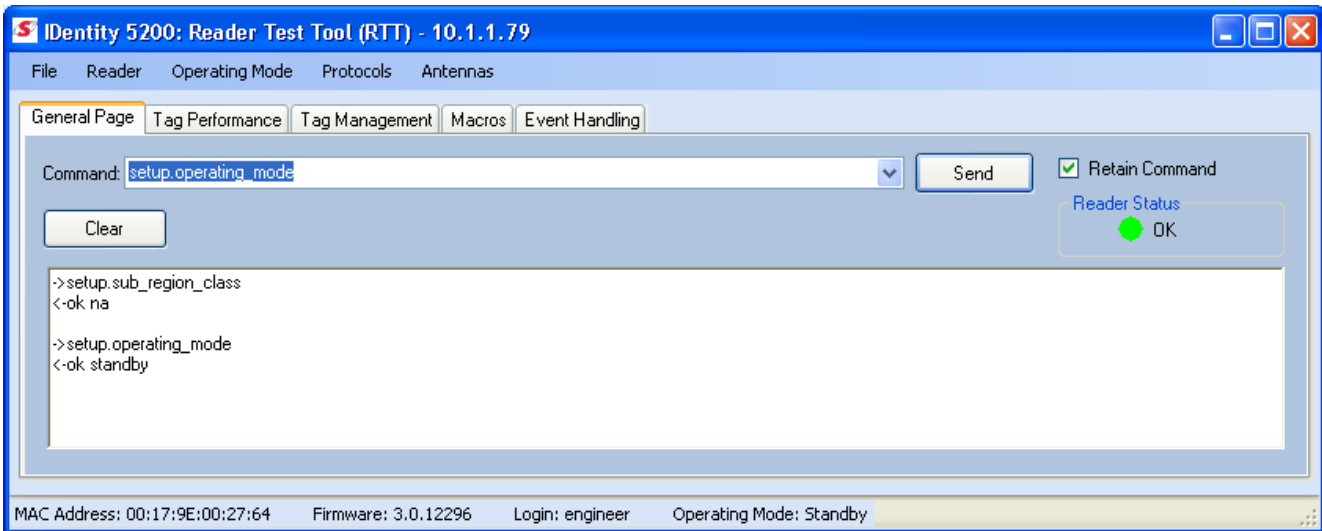 IDentity 5200: Reader Test Tool (RTT) - 10.1.1.79
File Reader Operating Mode Protocols Antennas
General Page Tag Performance Tag Management Macros Event Handling
Command: setup.operating_mode Send Retain Command
Reader Status
Clear OK
->setup.sub_region_class
<-ok na
->setup.operating_mode
<-ok standby
MAC Address: 00:17:9E:00:27:64 Firmware: 3.0.12296 Login: engineer Operating Mode: Standby